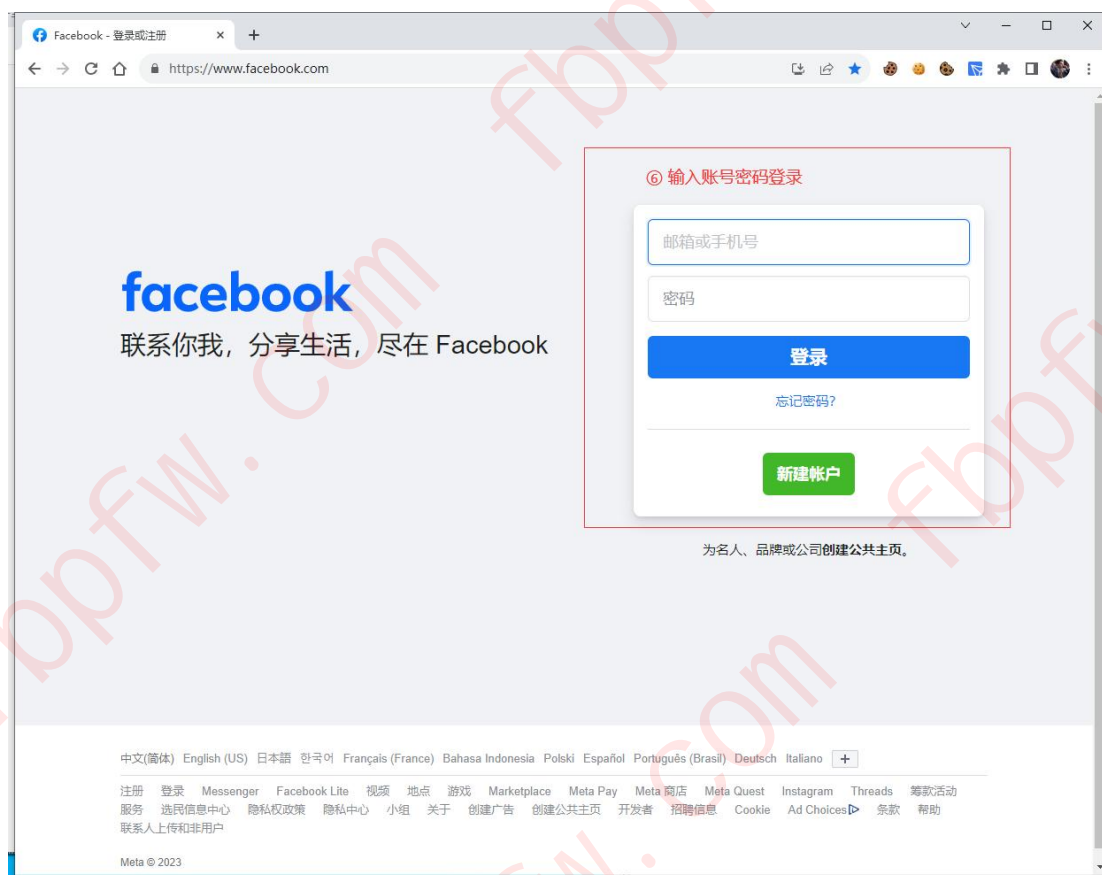 Facebook - 登录或注册
https://www.facebook.com
⑥ 输入账号密码登录
邮箱或手机号
facebook
密码
联系你我，分享生活，尽在 Facebook
登录
忘记密码?
新建帐户
为名人、品牌或公司创建公共主页。
中文(简体) English (US) 日本語 한국어 Français (France) Bahasa Indonesia Polski Español Português (Brasil) Deutsch Italiano +
注册 登录 Messenger Facebook Lite 视频 地点 游戏 Marketplace Meta Pay Meta 商店 Meta Quest Instagram Threads 筹款活动
服务 选民信息中心 隐私权政策 隐私中心 小组 关于 创建广告 创建公共主页 开发者 招聘信息 Cookie Ad Choices 条款 帮助
联系人上传和非用户
Meta © 2023
fbpfw.com